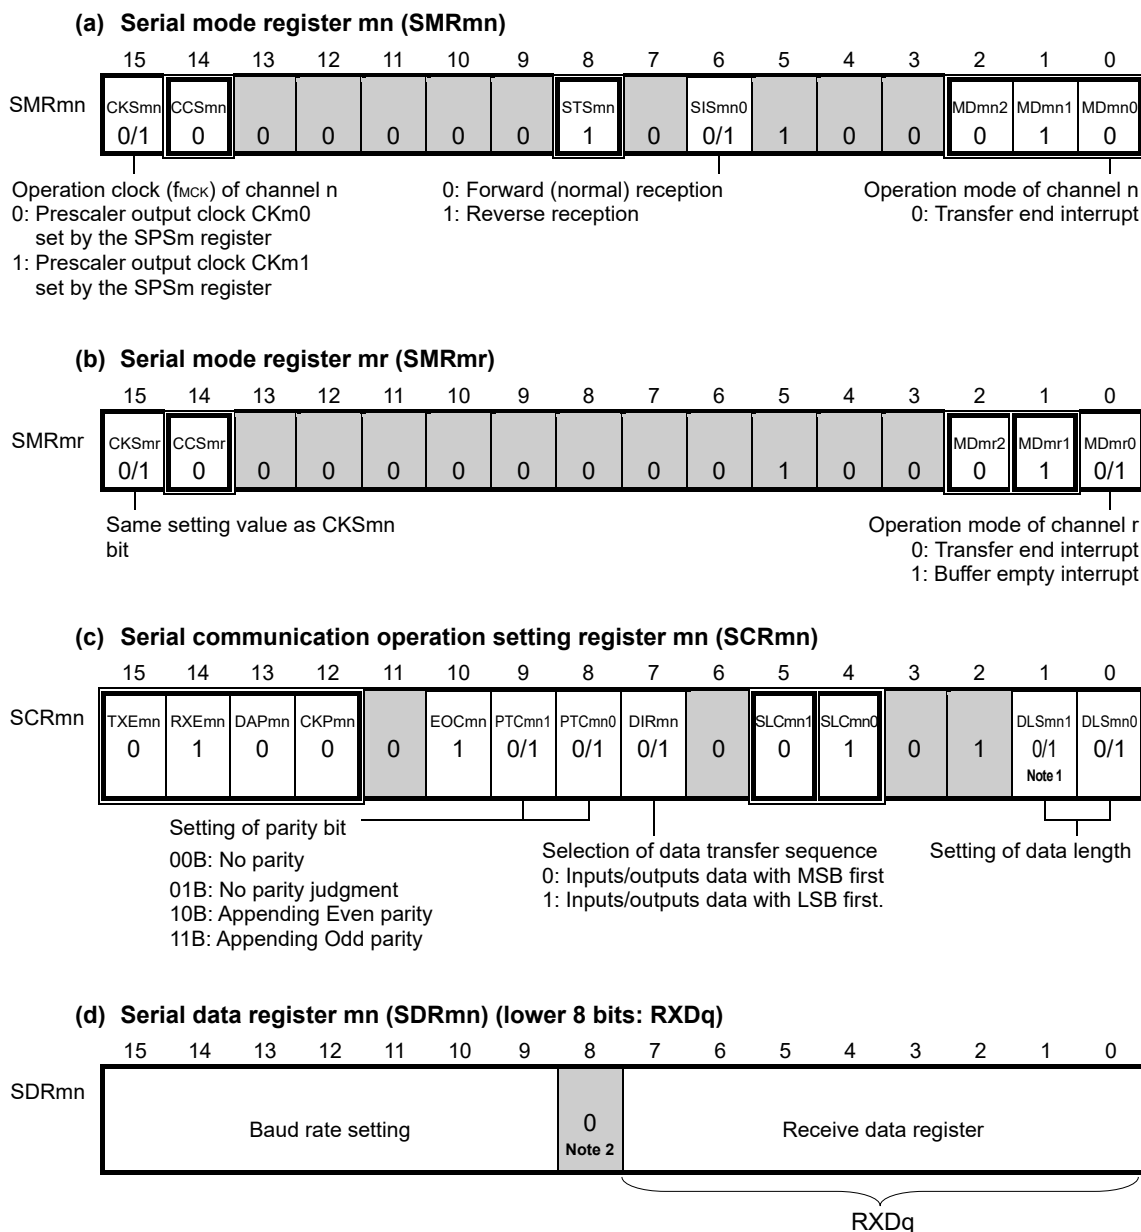 (a) Serial mode register mn (SMRmn)
15 14 13 12 11 10 9 8 7 6 5 4 3 2 1 0
SMRmn
CKSmn CCSmn STSmn SISmn0 MDmn2 MDmn1 MDmn0
0/1 0 0 0 0 0 0 1 0 0/1 1 0 0 0 1 0
Operation clock (fMCK) of channel n
0: Prescaler output clock CKm0
set by the SPSm register
1: Prescaler output clock CKm1
set by the SPSm register
0: Forward (normal) reception
1: Reverse reception
Operation mode of channel n
0: Transfer end interrupt
(b) Serial mode register mr (SMRmr)
15 14 13 12 11 10 9 8 7 6 5 4 3 2 1 0
SMRmr
CKSmr CCSmr MDmr2 MDmr1 MDmr0
0/1 0 0 0 0 0 0 0 0 0 1 0 0 0 1 0/1
Same setting value as CKSmn
bit
Operation mode of channel r
0: Transfer end interrupt
1: Buffer empty interrupt
(c) Serial communication operation setting register mn (SCRmn)
15 14 13 12 11 10 9 8 7 6 5 4 3 2 1 0
SCRmn
TXEmn RXEmn DAPmn CKPmn EOCmn PTCmn1 PTCmn0 DIRmn SLCmn1 SLCmn0 DLSmn1 DLSmn0
0 1 0 0 0 1 0/1 0/1 0/1 0 0 1 0 1 0/1 0/1
Note 1
Setting of parity bit
00B: No parity
01B: No parity judgment
10B: Appending Even parity
11B: Appending Odd parity
Selection of data transfer sequence
0: Inputs/outputs data with MSB first
1: Inputs/outputs data with LSB first.
Setting of data length
(d) Serial data register mn (SDRmn) (lower 8 bits: RXDq)
15 14 13 12 11 10 9 8 7 6 5 4 3 2 1 0
SDRmn
Baud rate setting
0
Note 2
Receive data register
RXDq